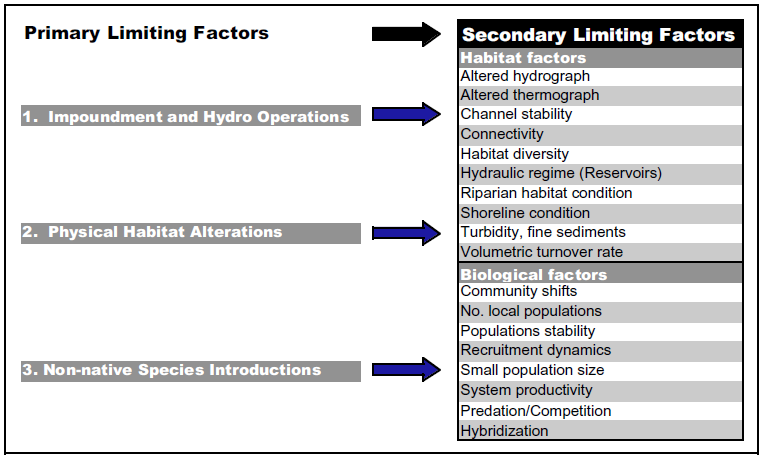 Primary Limiting Factors
1. Impoundment and Hydro Operations
2. Physical Habitat Alterations
3. Non-native Species Introductions
Secondary Limiting Factors
Habitat factors
Altered hydrograph
Altered thermograph
Channel stability
Connectivity
Habitat diversity
Hydraulic regime (Reservoirs)
Riparian habitat condition
Shoreline condition
Turbidity, fine sediments
Volumetric turnover rate
Biological factors
Community shifts
No. local populations
Populations stability
Recruitment dynamics
Small population size
System productivity
Predation/Competition
Hybridization